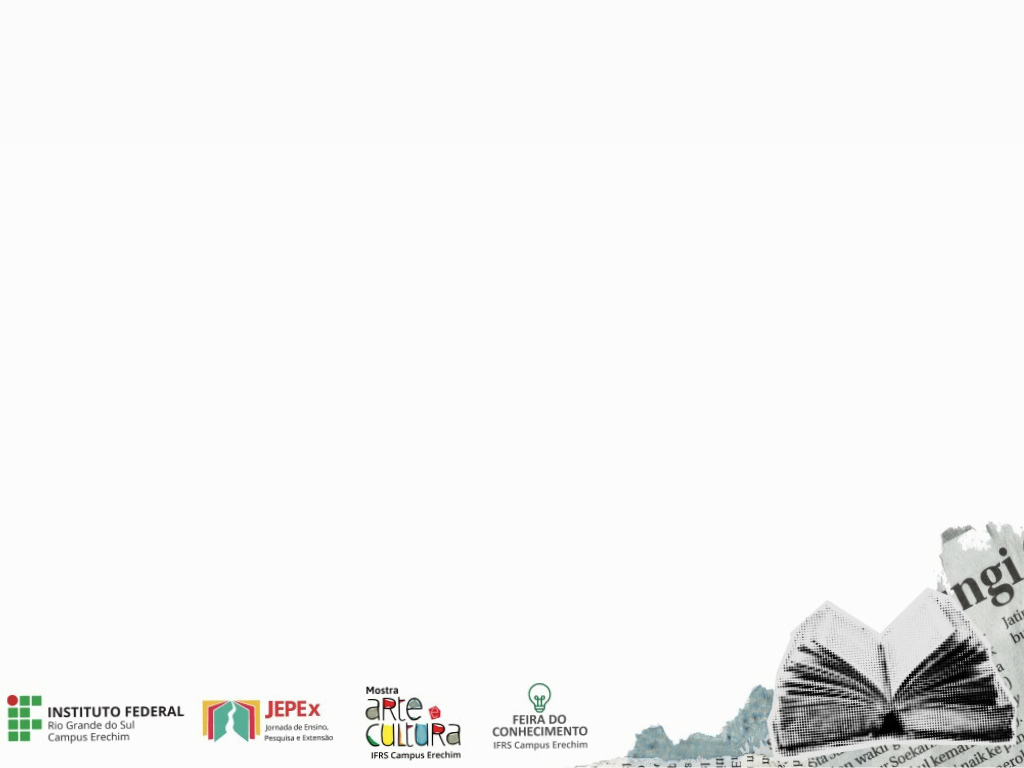 INSTITUTO FEDERAL
Rio Grande do Sul
Campus Erechim
JEPEx
Jornada de Ensino,
Pesquisa e Extensão
Mostra
arte
cultura
IFRS Campus Erechim
FEIRA DO
CONHECIMENTO
IFRS Campus Erechim
ngi